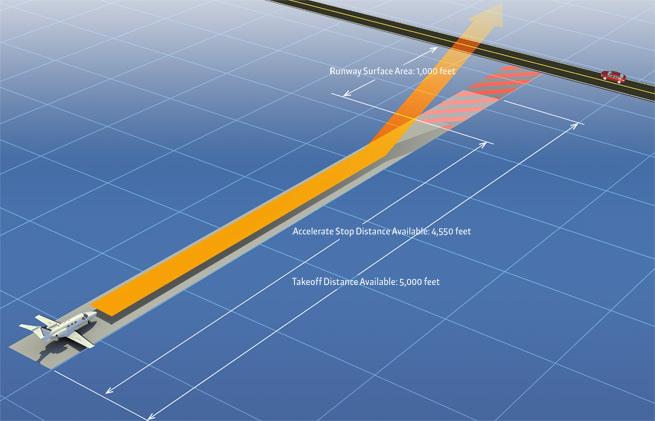 Runway Surface Area: 1,000 feet
Accelerate Stop Distance Available: 4,550 feet
Takeoff Distance Available: 5,000 feet